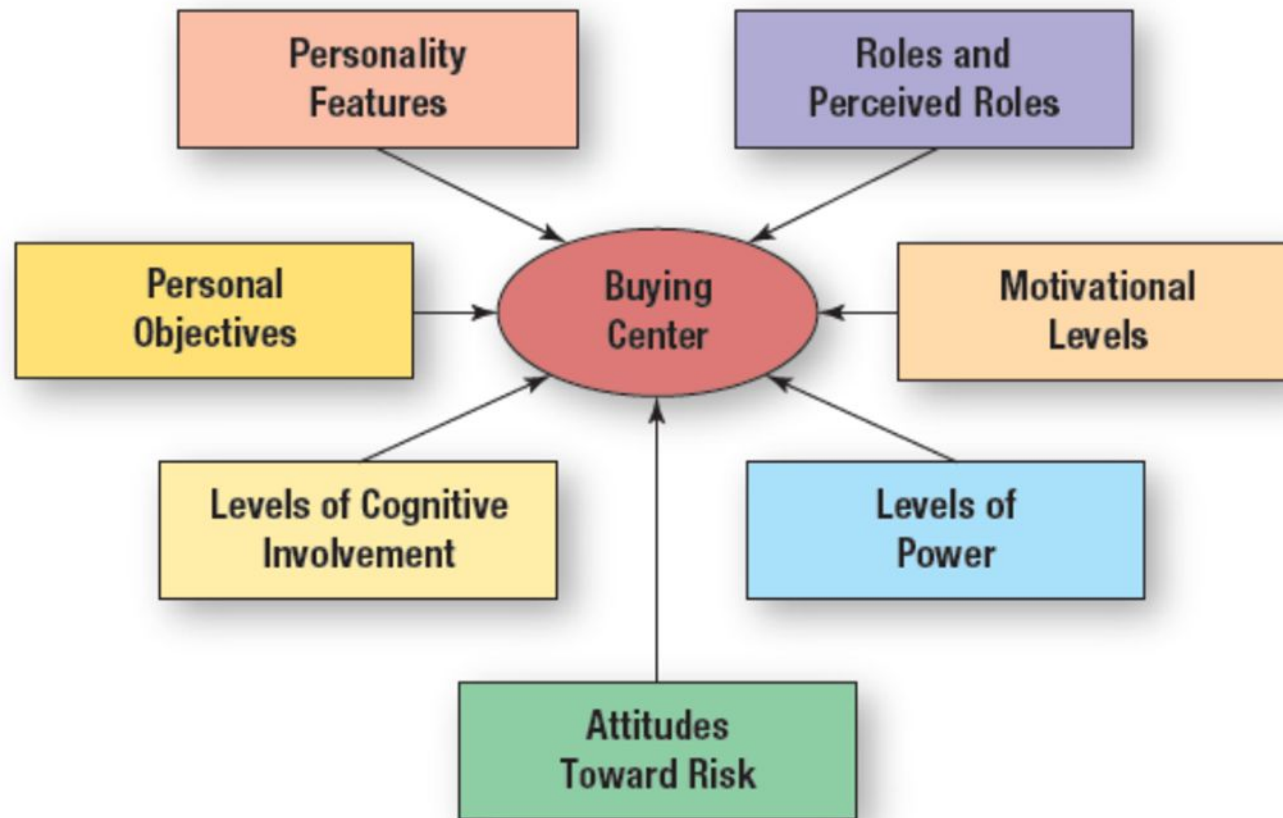 Personality
Features
Roles and
Perceived Roles
Personal
Objectives
Buying
Center
Motivational
Levels
Levels of Cognitive
Involvement
Levels of
Power
Attitudes
Toward Risk